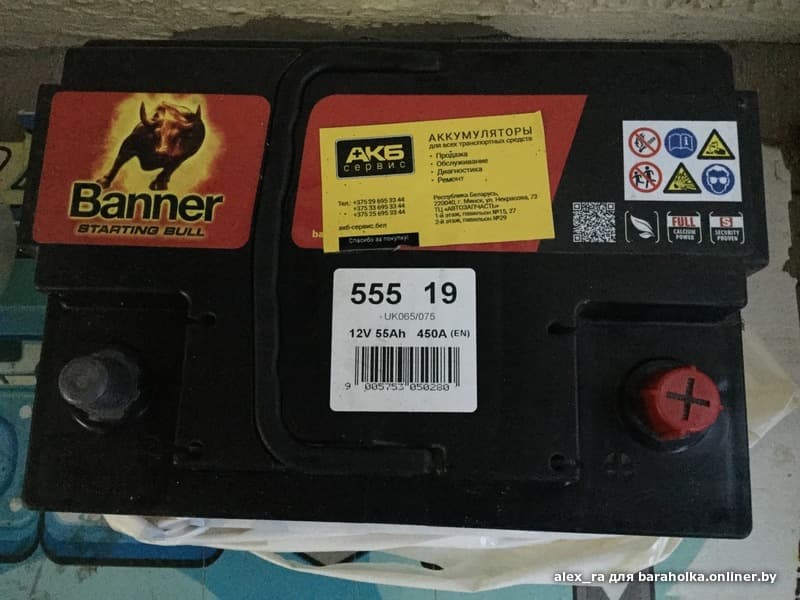 Banner
STARTING BULL
АКБ
сервис
АККУМУЛЯТОРЫ
для всех транспортных средств
· Продажа
· Обслуживание
· Диагностика
· Ремонт
Тел.: +375 29 695 33 44
+375 33 695 33 44
+375 25 695 33 44
акб-сервис.бел
Спасибо за покупку!
Республика Беларусь,
220040, г. Минск, ул. Некрасова, 73
ТЦ «АВТОЗАПЧАСТЬ»
1-й этаж, павильон №15, 27
2-й этаж, павильон №29
ba
FULL
CALCIUM
POWER
S
SECURITY
PROVEN
555 19
- UK065/075
12V 55Ah 450A (EN)
9 005753 050280
+
alex_ra для baraholka.onliner.by